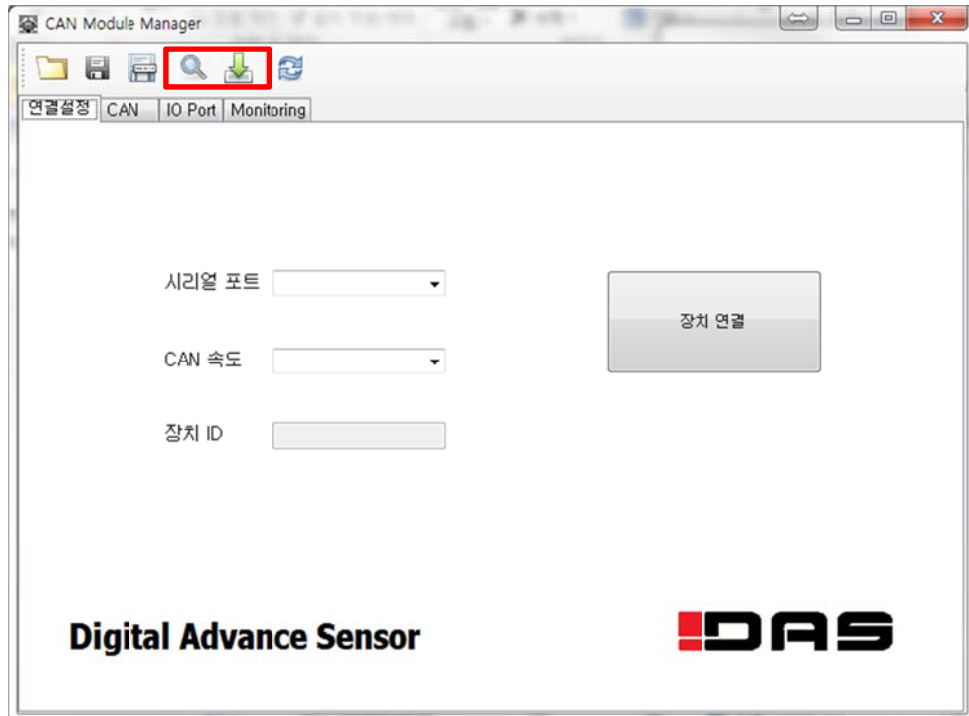 CAN Module Manager
연결설정 CAN IO Port Monitoring
시리얼 포트
장치 연결
CAN 속도
장치 ID
Digital Advance Sensor
DAS